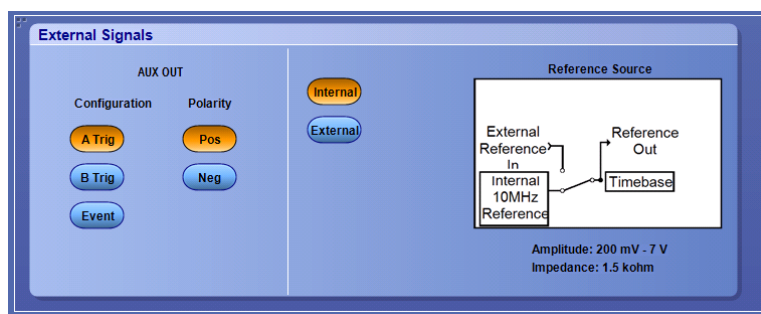 External Signals
AUX OUT
Configuration
Polarity
A Trig
Pos
B Trig
Neg
Event
Internal
External
Reference Source
External
Reference
In
Reference
Out
Internal
10MHz
Reference
Timebase
Amplitude: 200 mV - 7 V
Impedance: 1.5 kohm